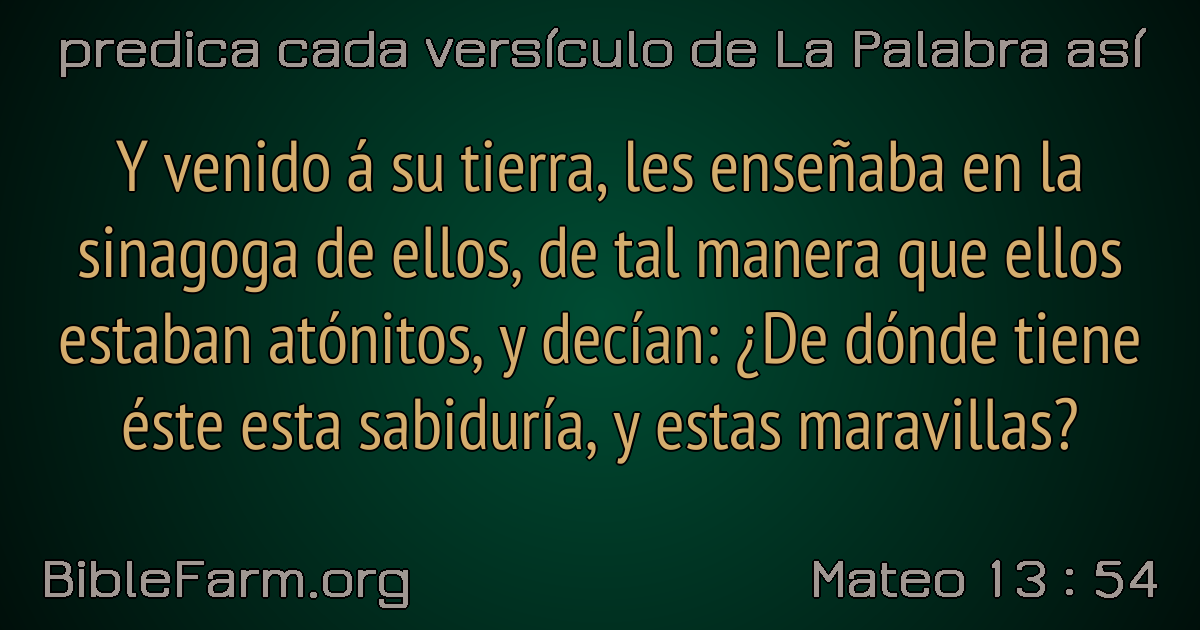 predica cada versículo de La Palabra así
Y venido á su tierra, les enseñaba en la
sinagoga de ellos, de tal manera que ellos
estaban atónitos, y decían: ¿De dónde tiene
éste esta sabiduría, y estas maravillas?
BibleFarm.org
Mateo 13 : 54